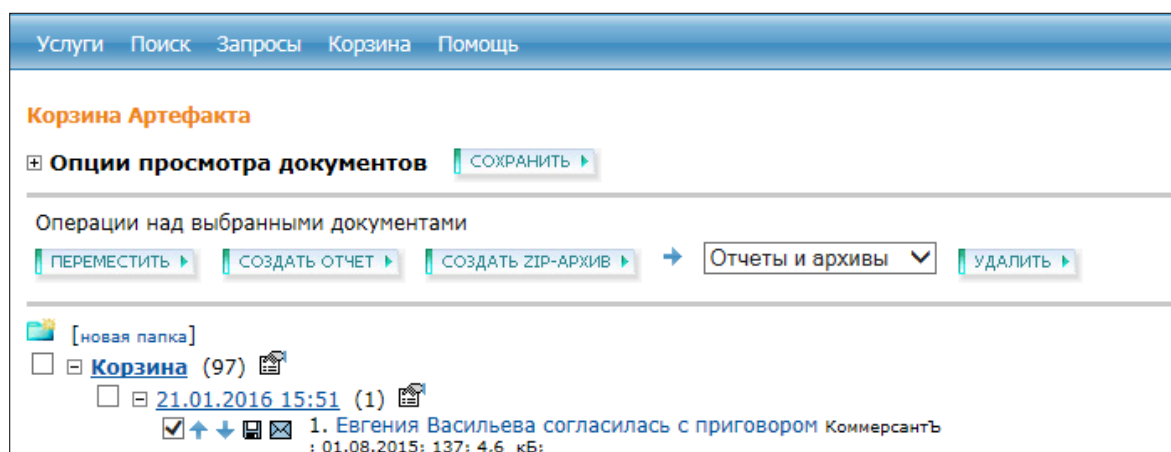 Услуги Поиск Запросы Корзина Помощь
Корзина Артефакта
Опции просмотра документов СОХРАНИТЬ
Операции над выбранными документами
ПЕРЕМЕСТИТЬ СОЗДАТЬ ОТЧЕТ СОЗДАТЬ ZIP-АРХИВ Отчеты и архивы УДАЛИТЬ
[новая папка]
Корзина (97)
21.01.2016 15:51 (1)
1. Евгения Васильева согласилась с приговором КоммерсантЪ
; 01.08.2015; 137; 4,6 кБ;